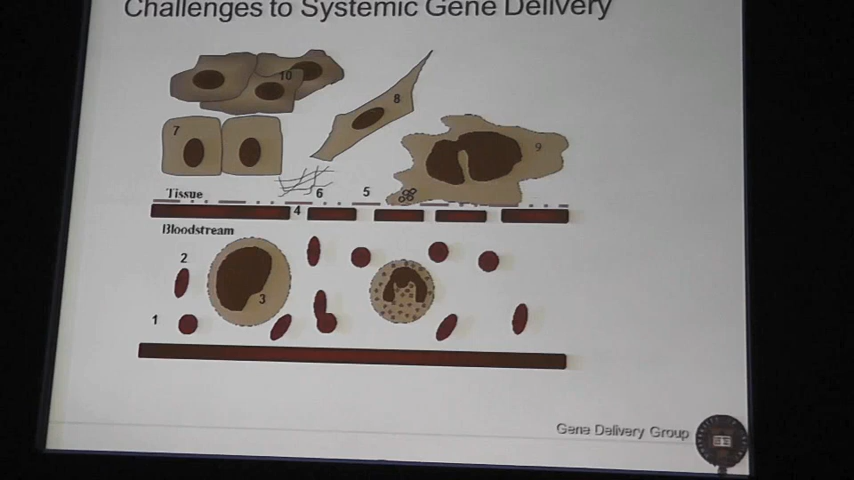 Challenges to Systemic Gene Delivery
10
7
8
9
Tissue
6
5
4
Bloodstream
2
3
1
Gene Delivery Group